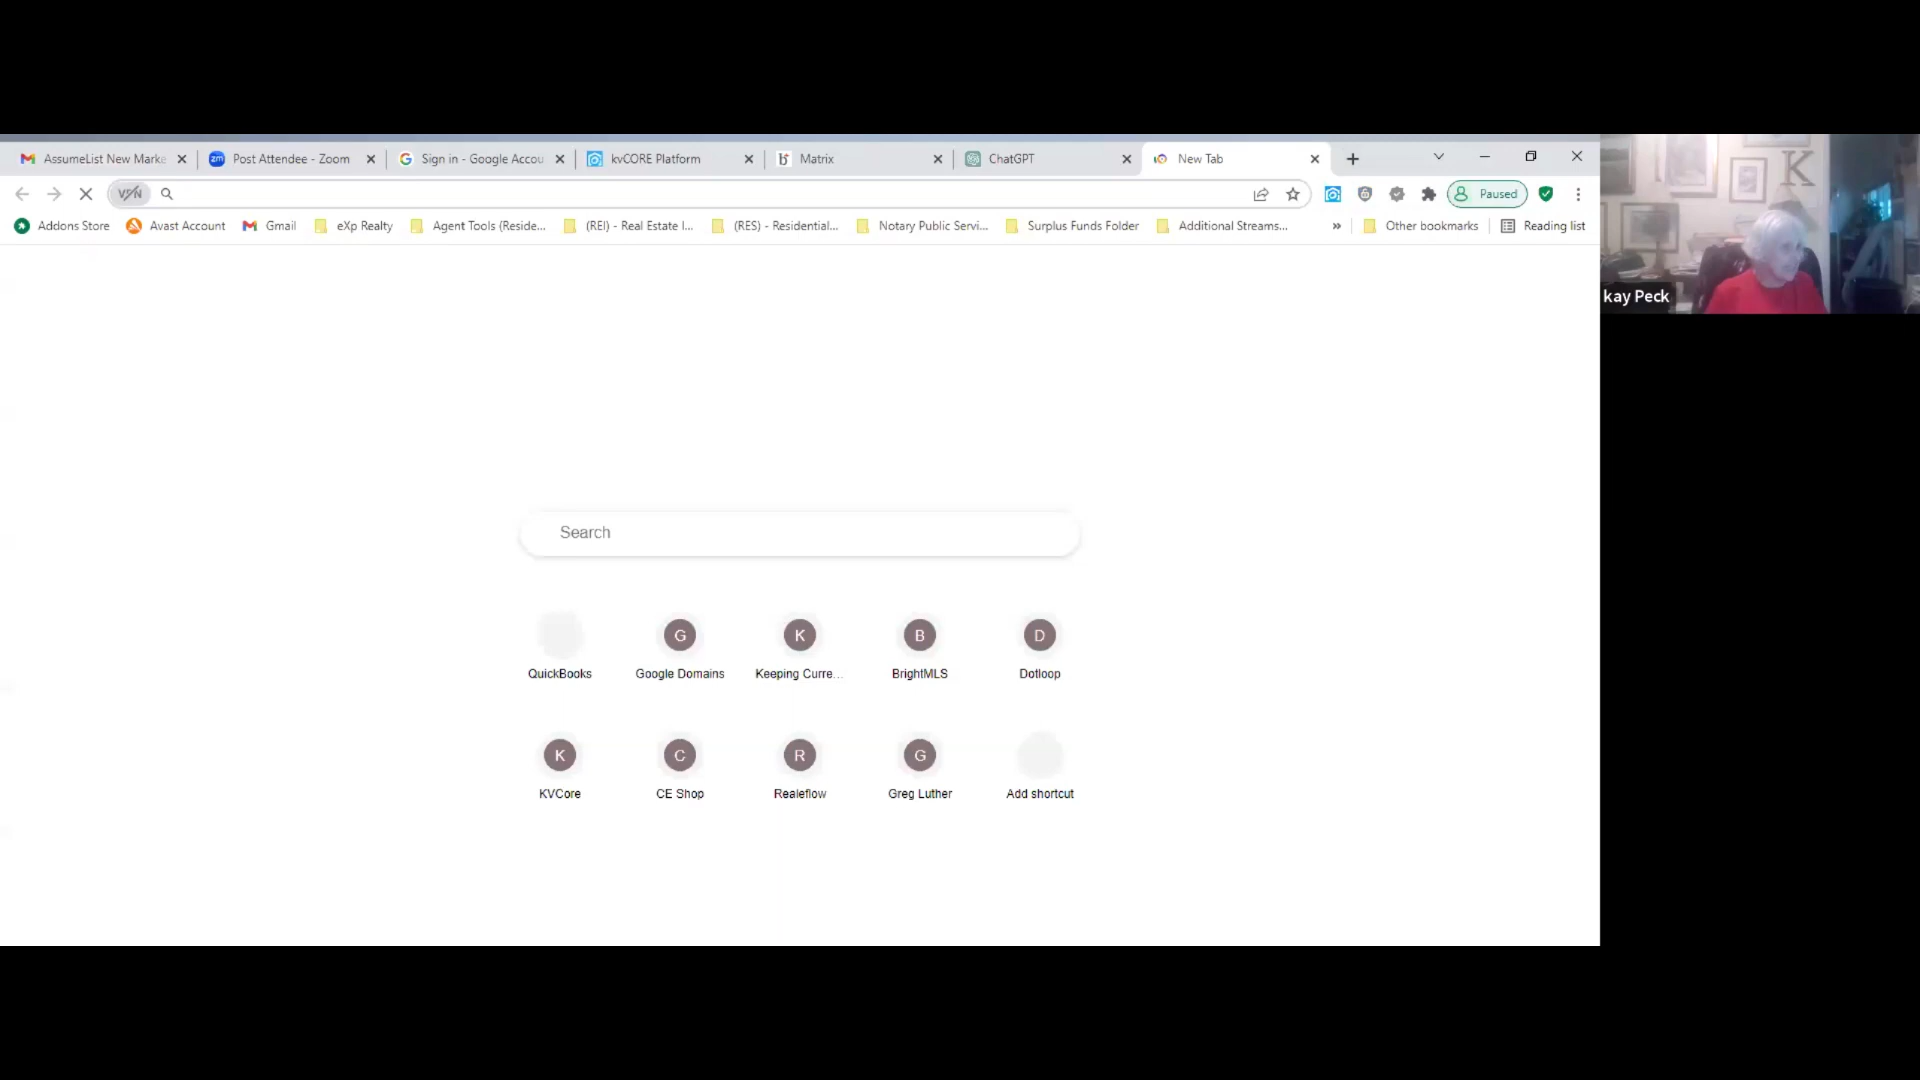 AssumeList New Marke
Post Attendee - Zoom
Sign in - Google Accou
kvCORE Platform
Matrix
ChatGPT
New Tab
VPN
Paused
Addons Store
Avast Account
Gmail
eXp Realty
Agent Tools (Reside...
(REI) - Real Estate I...
(RES) - Residential...
Notary Public Servi...
Surplus Funds Folder
Additional Streams...
»
Other bookmarks
Reading list
K
kay Peck
Search
G
K
B
D
QuickBooks
Google Domains
Keeping Curre...
BrightMLS
Dotloop
K
C
R
G
KVCore
CE Shop
Realeflow
Greg Luther
Add shortcut